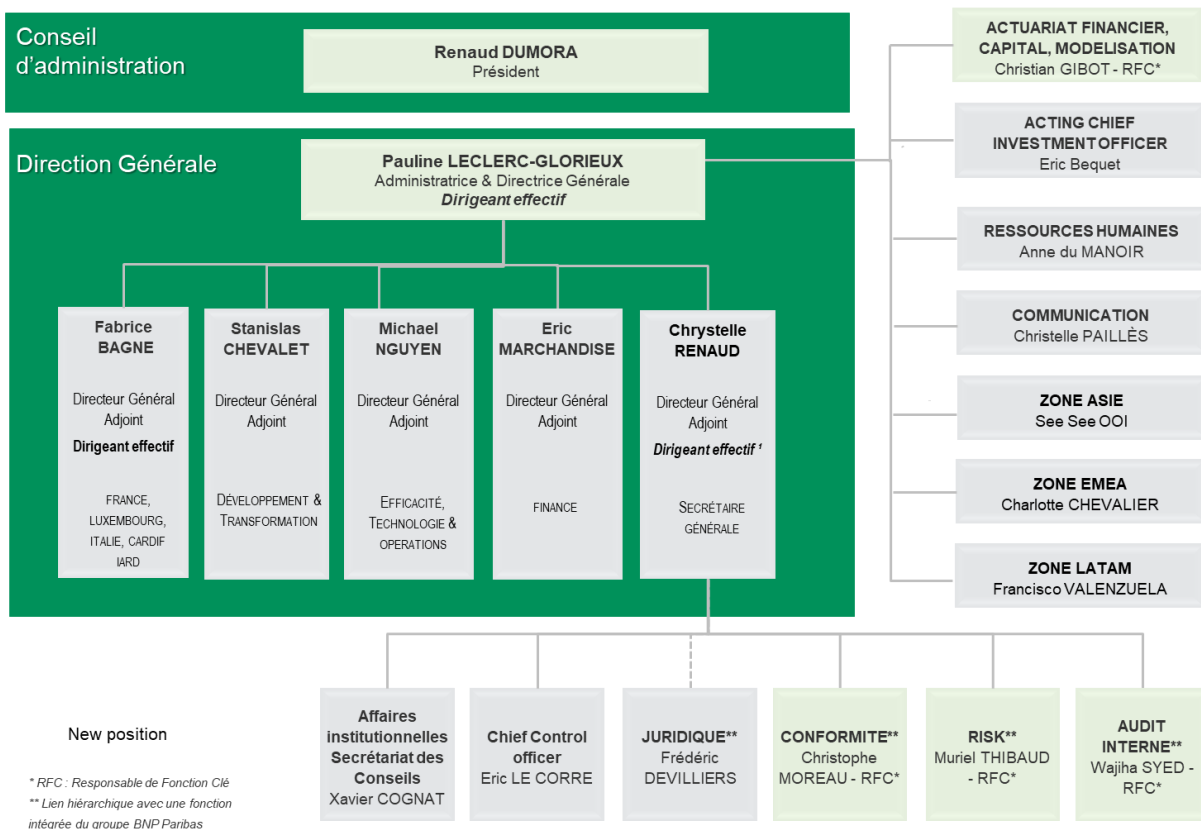 Conseil
d'administration
Renaud DUMORA
Président
Direction Générale
Pauline LECLERC-GLORIEUX
Administratrice & Directrice Générale
Dirigeant effectif
Fabrice
BAGNE
Directeur Général
Adjoint
Dirigeant effectif
FRANCE,
LUXEMBOURG,
ITALIE, CARDIF
IARD
Stanislas
CHEVALET
Directeur Général
Adjoint
DÉVELOPPEMENT &
TRANSFORMATION
Michael
NGUYEN
Directeur Général
Adjoint
EFFICACITÉ,
TECHNOLOGIE &
OPERATIONS
Eric
MARCHANDISE
Directeur Général
Adjoint
FINANCE
Chrystelle
RENAUD
Directeur Général
Adjoint
Dirigeant effectif ¹
SECRÉTAIRE
GÉNÉRALE
ACTUARIAT FINANCIER,
CAPITAL, MODELISATION
Christian GIBOT - RFC*
ACTING CHIEF
INVESTMENT OFFICER
Eric Bequet
RESSOURCES HUMAINES
Anne du MANOIR
COMMUNICATION
Christelle PAILLÈS
ZONE ASIE
See See OOI
ZONE EMEA
Charlotte CHEVALIER
ZONE LATAM
Francisco VALENZUELA
Affaires
institutionnelles
Secrétariat des
Conseils
Xavier COGNAT
Chief Control
officer
Eric LE CORRE
JURIDIQUE**
Frédéric
DEVILLIERS
CONFORMITE**
Christophe
MOREAU - RFC*
RISK**
Muriel THIBAUD
- RFC*
AUDIT
INTERNE**
Wajiha SYED -
RFC*
New position
* RFC : Responsable de Fonction Clé
** Lien hiérarchique avec une fonction
intégrée du groupe BNP Paribas